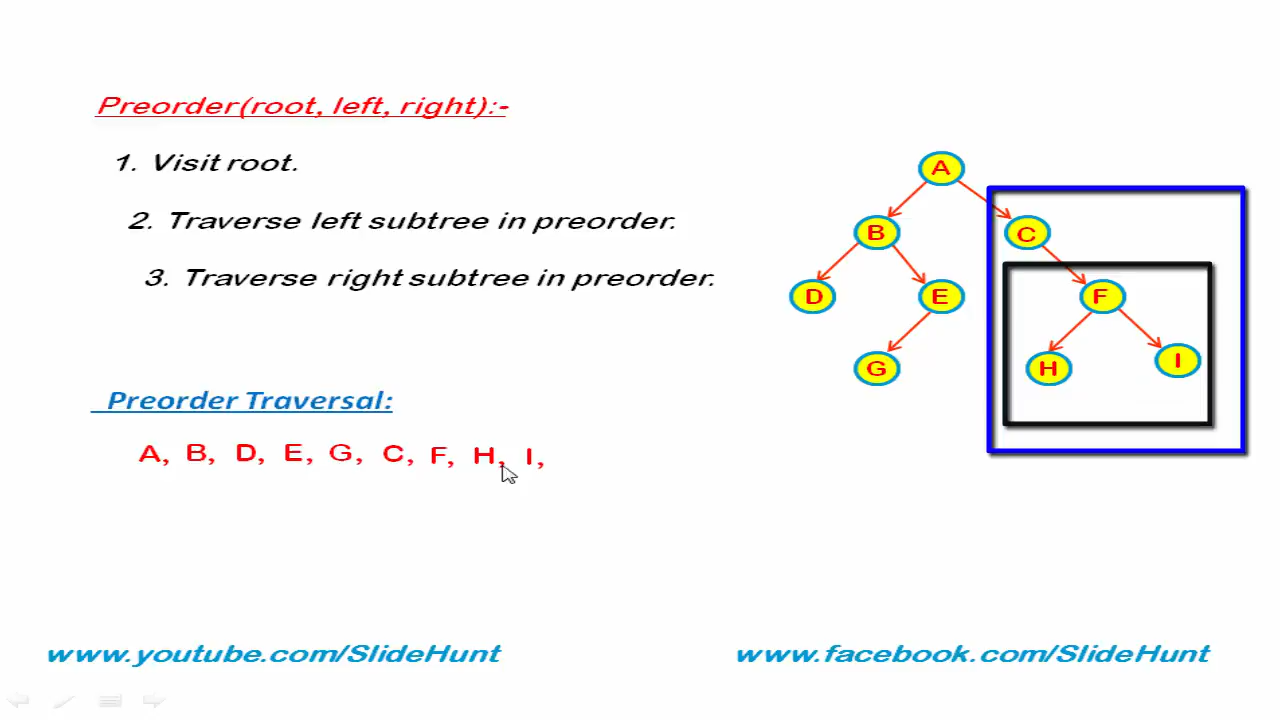 Preorder(root, left, right):-
1. Visit root.
2. Traverse left subtree in preorder.
3. Traverse right subtree in preorder.
A
B
C
D
E
F
G
H
I
Preorder Traversal:
A, B, D, E, G, C, F, H, I,
www.youtube.com/SlideHunt
www.facebook.com/SlideHunt